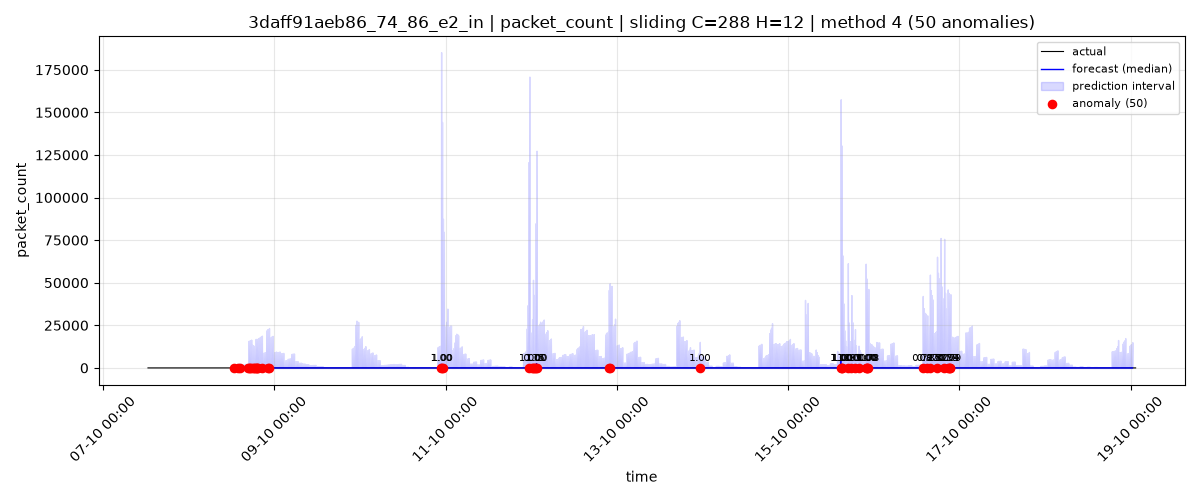 3daff91aeb86_74_86_e2_in | packet_count | sliding C=288 H=12 | method 4 (50 anomalies)
actual
forecast (median)
prediction interval
anomaly (50)
packet_count
175000
150000
125000
100000
75000
50000
25000
0
1.00
1.00
07-10 00:00
09-10 00:00
11-10 00:00
13-10 00:00
15-10 00:00
17-10 00:00
19-10 00:00
time